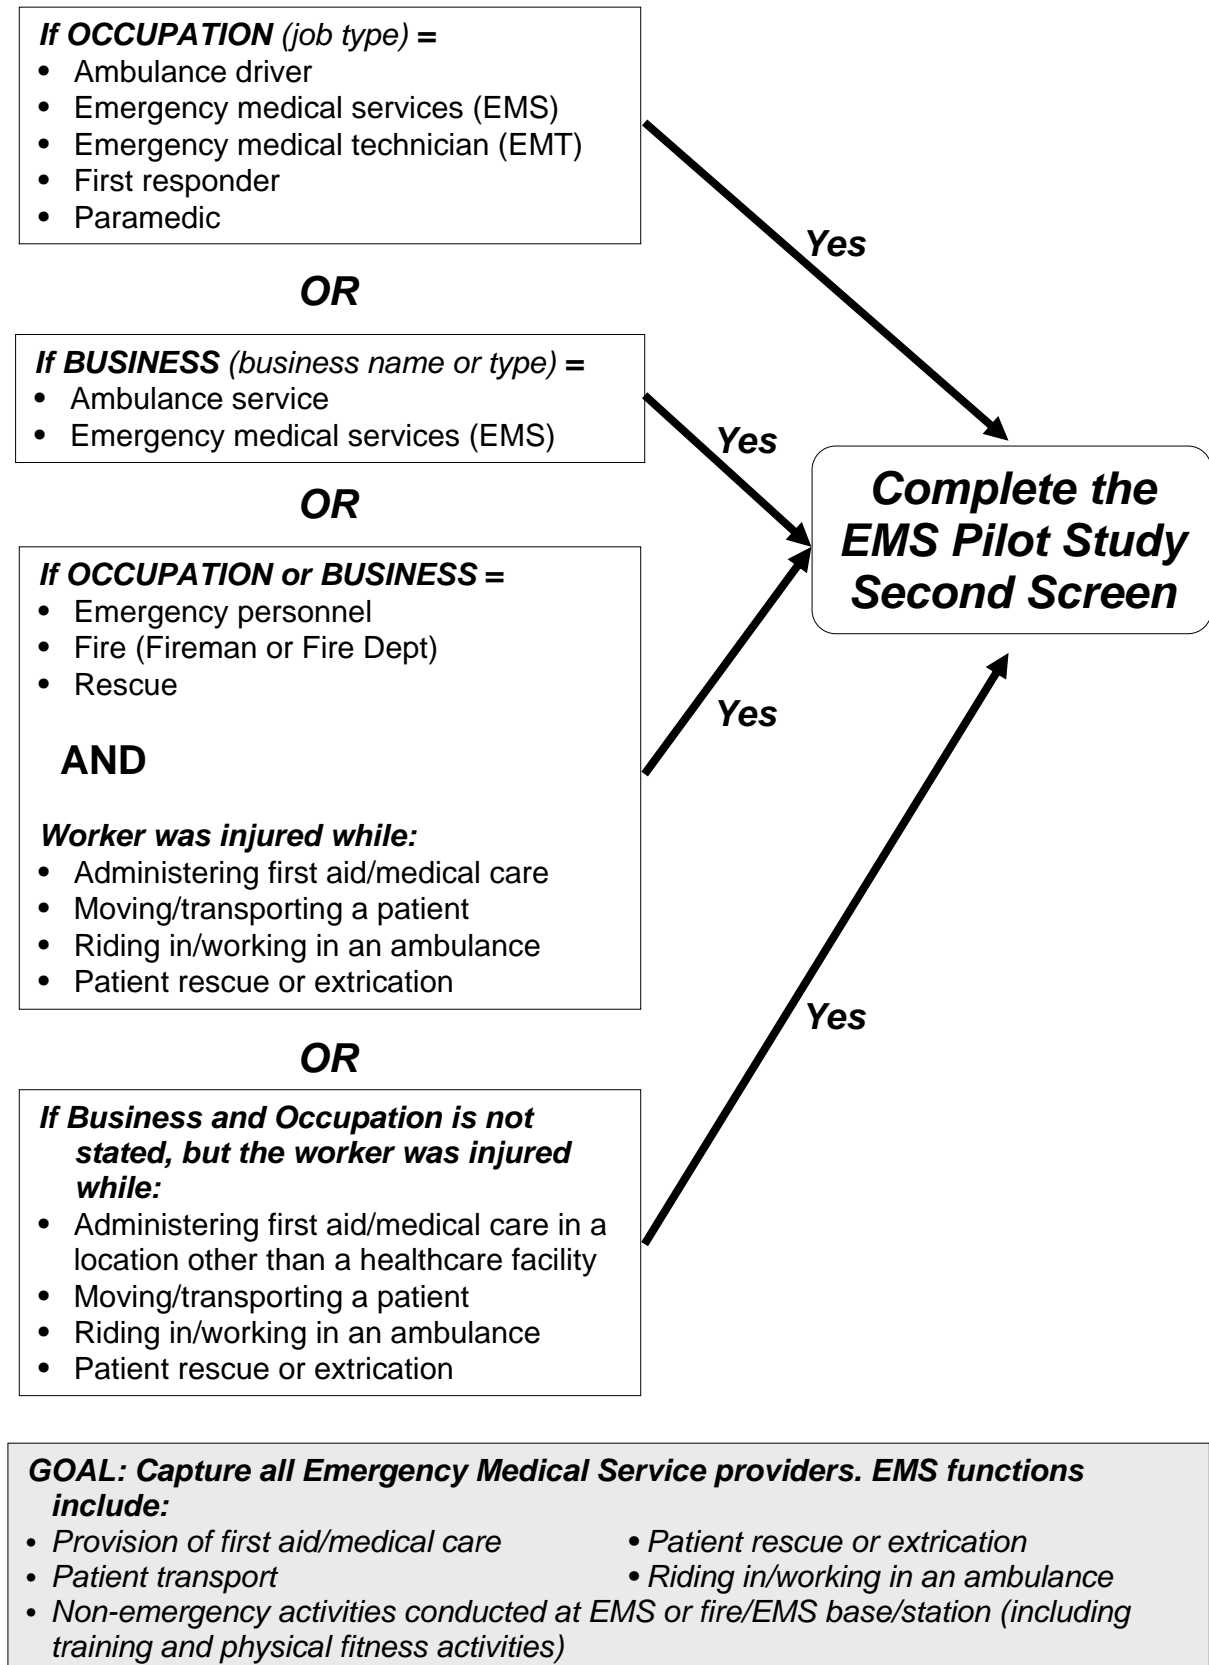 If OCCUPATION (job type) =
• Ambulance driver
• Emergency medical services (EMS)
• Emergency medical technician (EMT)
• First responder
• Paramedic
Yes
OR
If BUSINESS (business name or type) =
• Ambulance service
• Emergency medical services (EMS)
Yes
Complete the
EMS Pilot Study
Second Screen
OR
If OCCUPATION or BUSINESS =
• Emergency personnel
• Fire (Fireman or Fire Dept)
• Rescue
Yes
AND
Worker was injured while:
• Administering first aid/medical care
• Moving/transporting a patient
• Riding in/working in an ambulance
• Patient rescue or extrication
Yes
OR
If Business and Occupation is not
stated, but the worker was injured
while:
• Administering first aid/medical care in a
location other than a healthcare facility
• Moving/transporting a patient
• Riding in/working in an ambulance
• Patient rescue or extrication
GOAL: Capture all Emergency Medical Service providers. EMS functions
include:
• Provision of first aid/medical care
• Patient rescue or extrication
• Patient transport
• Riding in/working in an ambulance
• Non-emergency activities conducted at EMS or fire/EMS base/station (including
training and physical fitness activities)